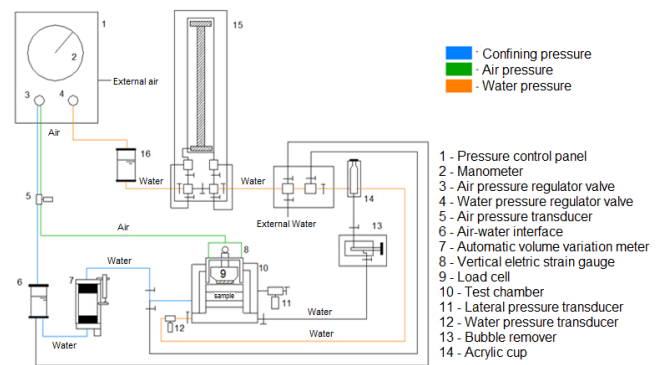 1
15
2
External air
3
4
Air
16
Water
Water
5
External Water
14
13
Air
8
Water
7
10
9
6
sample
11
12
Water
Water
Water
- Confining pressure
- Air pressure
- Water pressure
1 - Pressure control panel
2 - Manometer
3 - Air pressure regulator valve
4 - Water pressure regulator valve
5 - Air pressure transducer
6 - Air-water interface
7 - Automatic volume variation meter
8 - Vertical eletric strain gauge
9 - Load cell
10 - Test chamber
11 - Lateral pressure transducer
12 - Water pressure transducer
13 - Bubble remover
14 - Acrylic cup